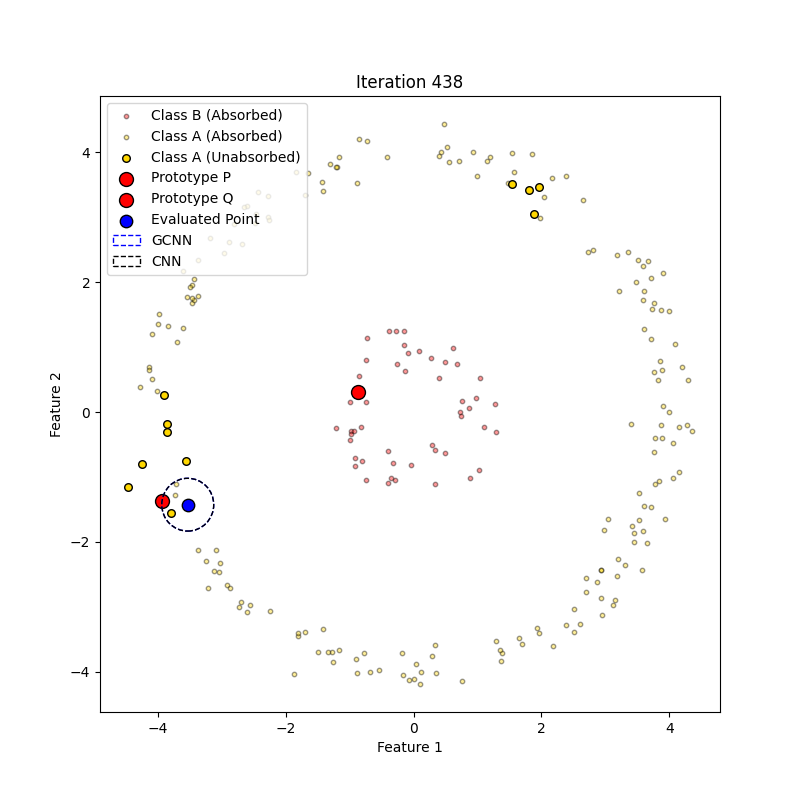 Iteration 438
Class B (Absorbed)
Class A (Absorbed)
Class A (Unabsorbed)
Prototype P
Prototype Q
Evaluated Point
GCNN
CNN
4
2
0
−2
−4
Feature 2
−4 −2 0 2 4
Feature 1